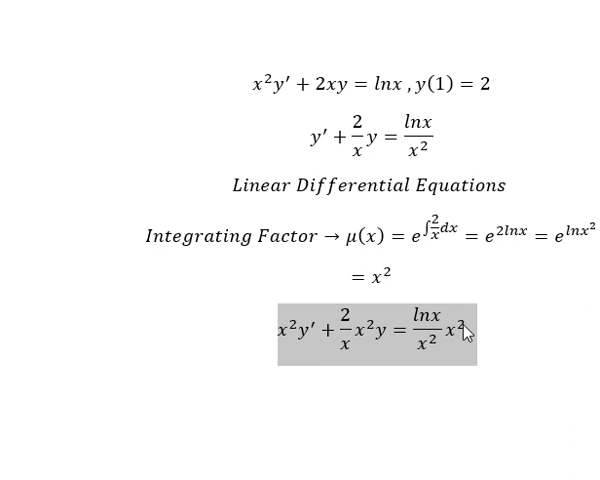 x²y′ + 2xy = lnx , y(1) = 2
y′ + 2/x y = lnx/x²
Linear Differential Equations
Integrating Factor → μ(x) = e^∫2/x dx = e^2lnx = e^lnx²
= x²
x²y′ + 2/x x²y = lnx/x² x²